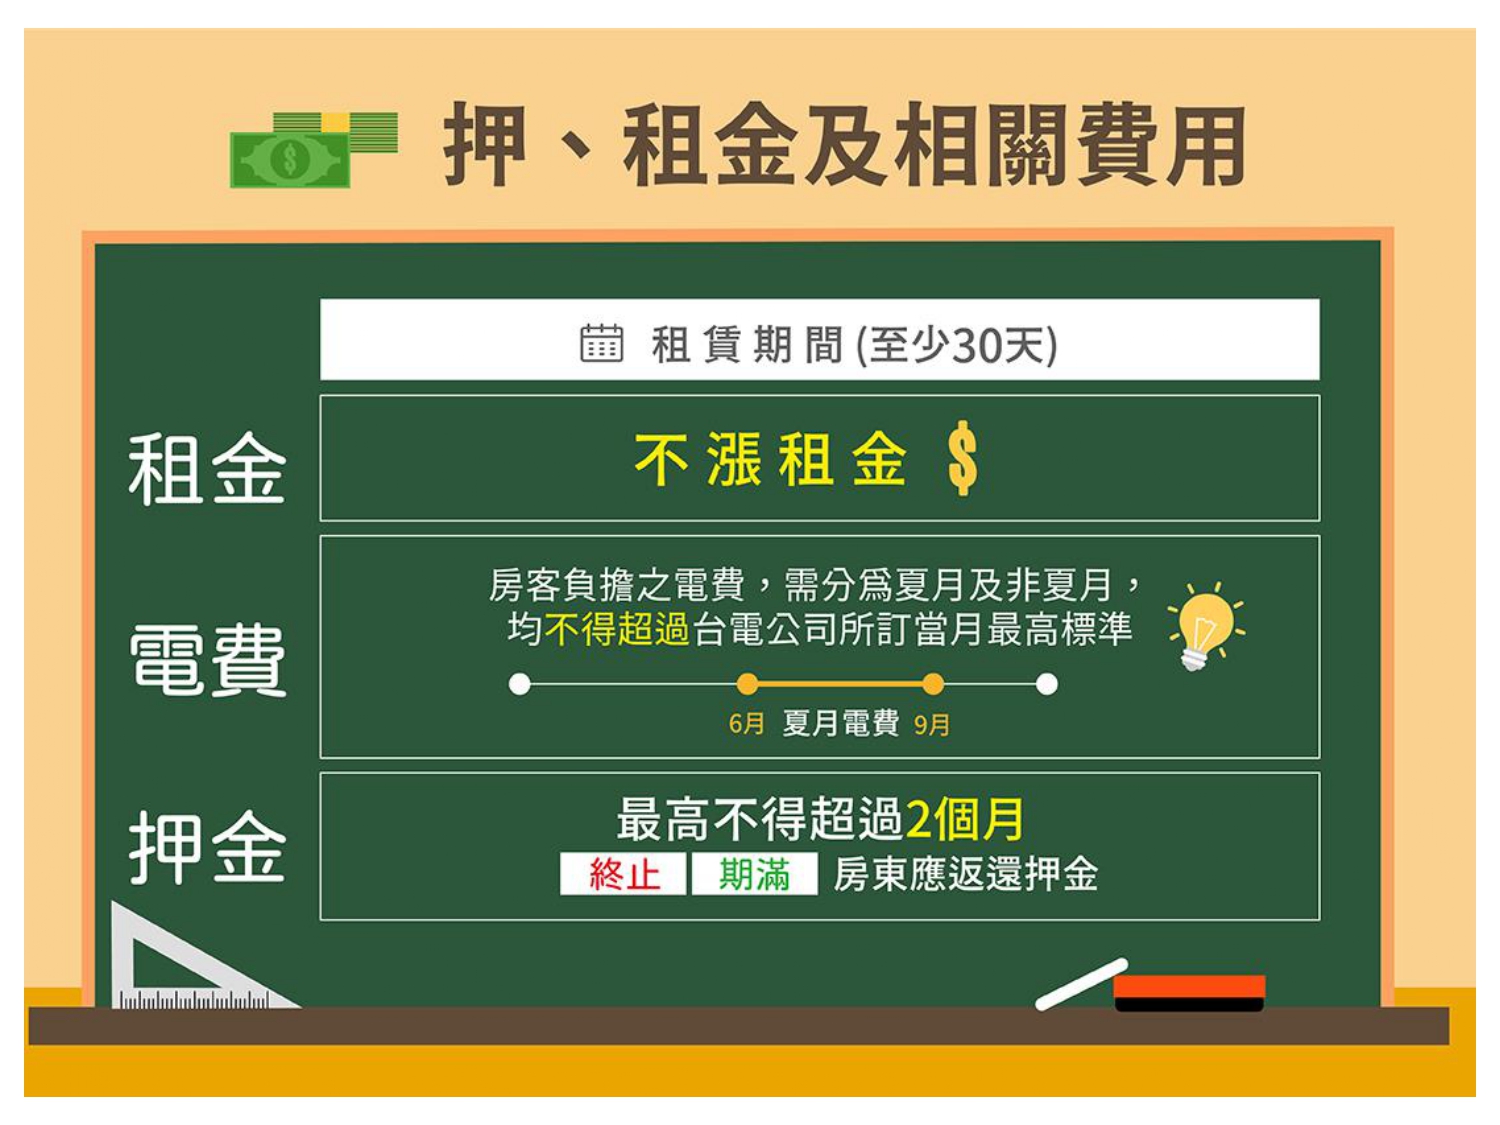 押、租金及相關費用
租賃期間(至少30天)
租金
不漲租金 $
電費
房客負擔之電費，需分為夏月及非夏月，
均不得超過台電公司所訂當月最高標準
6月 夏月電費 9月
押金
最高不得超過2個月
終止 期滿 房東應返還押金